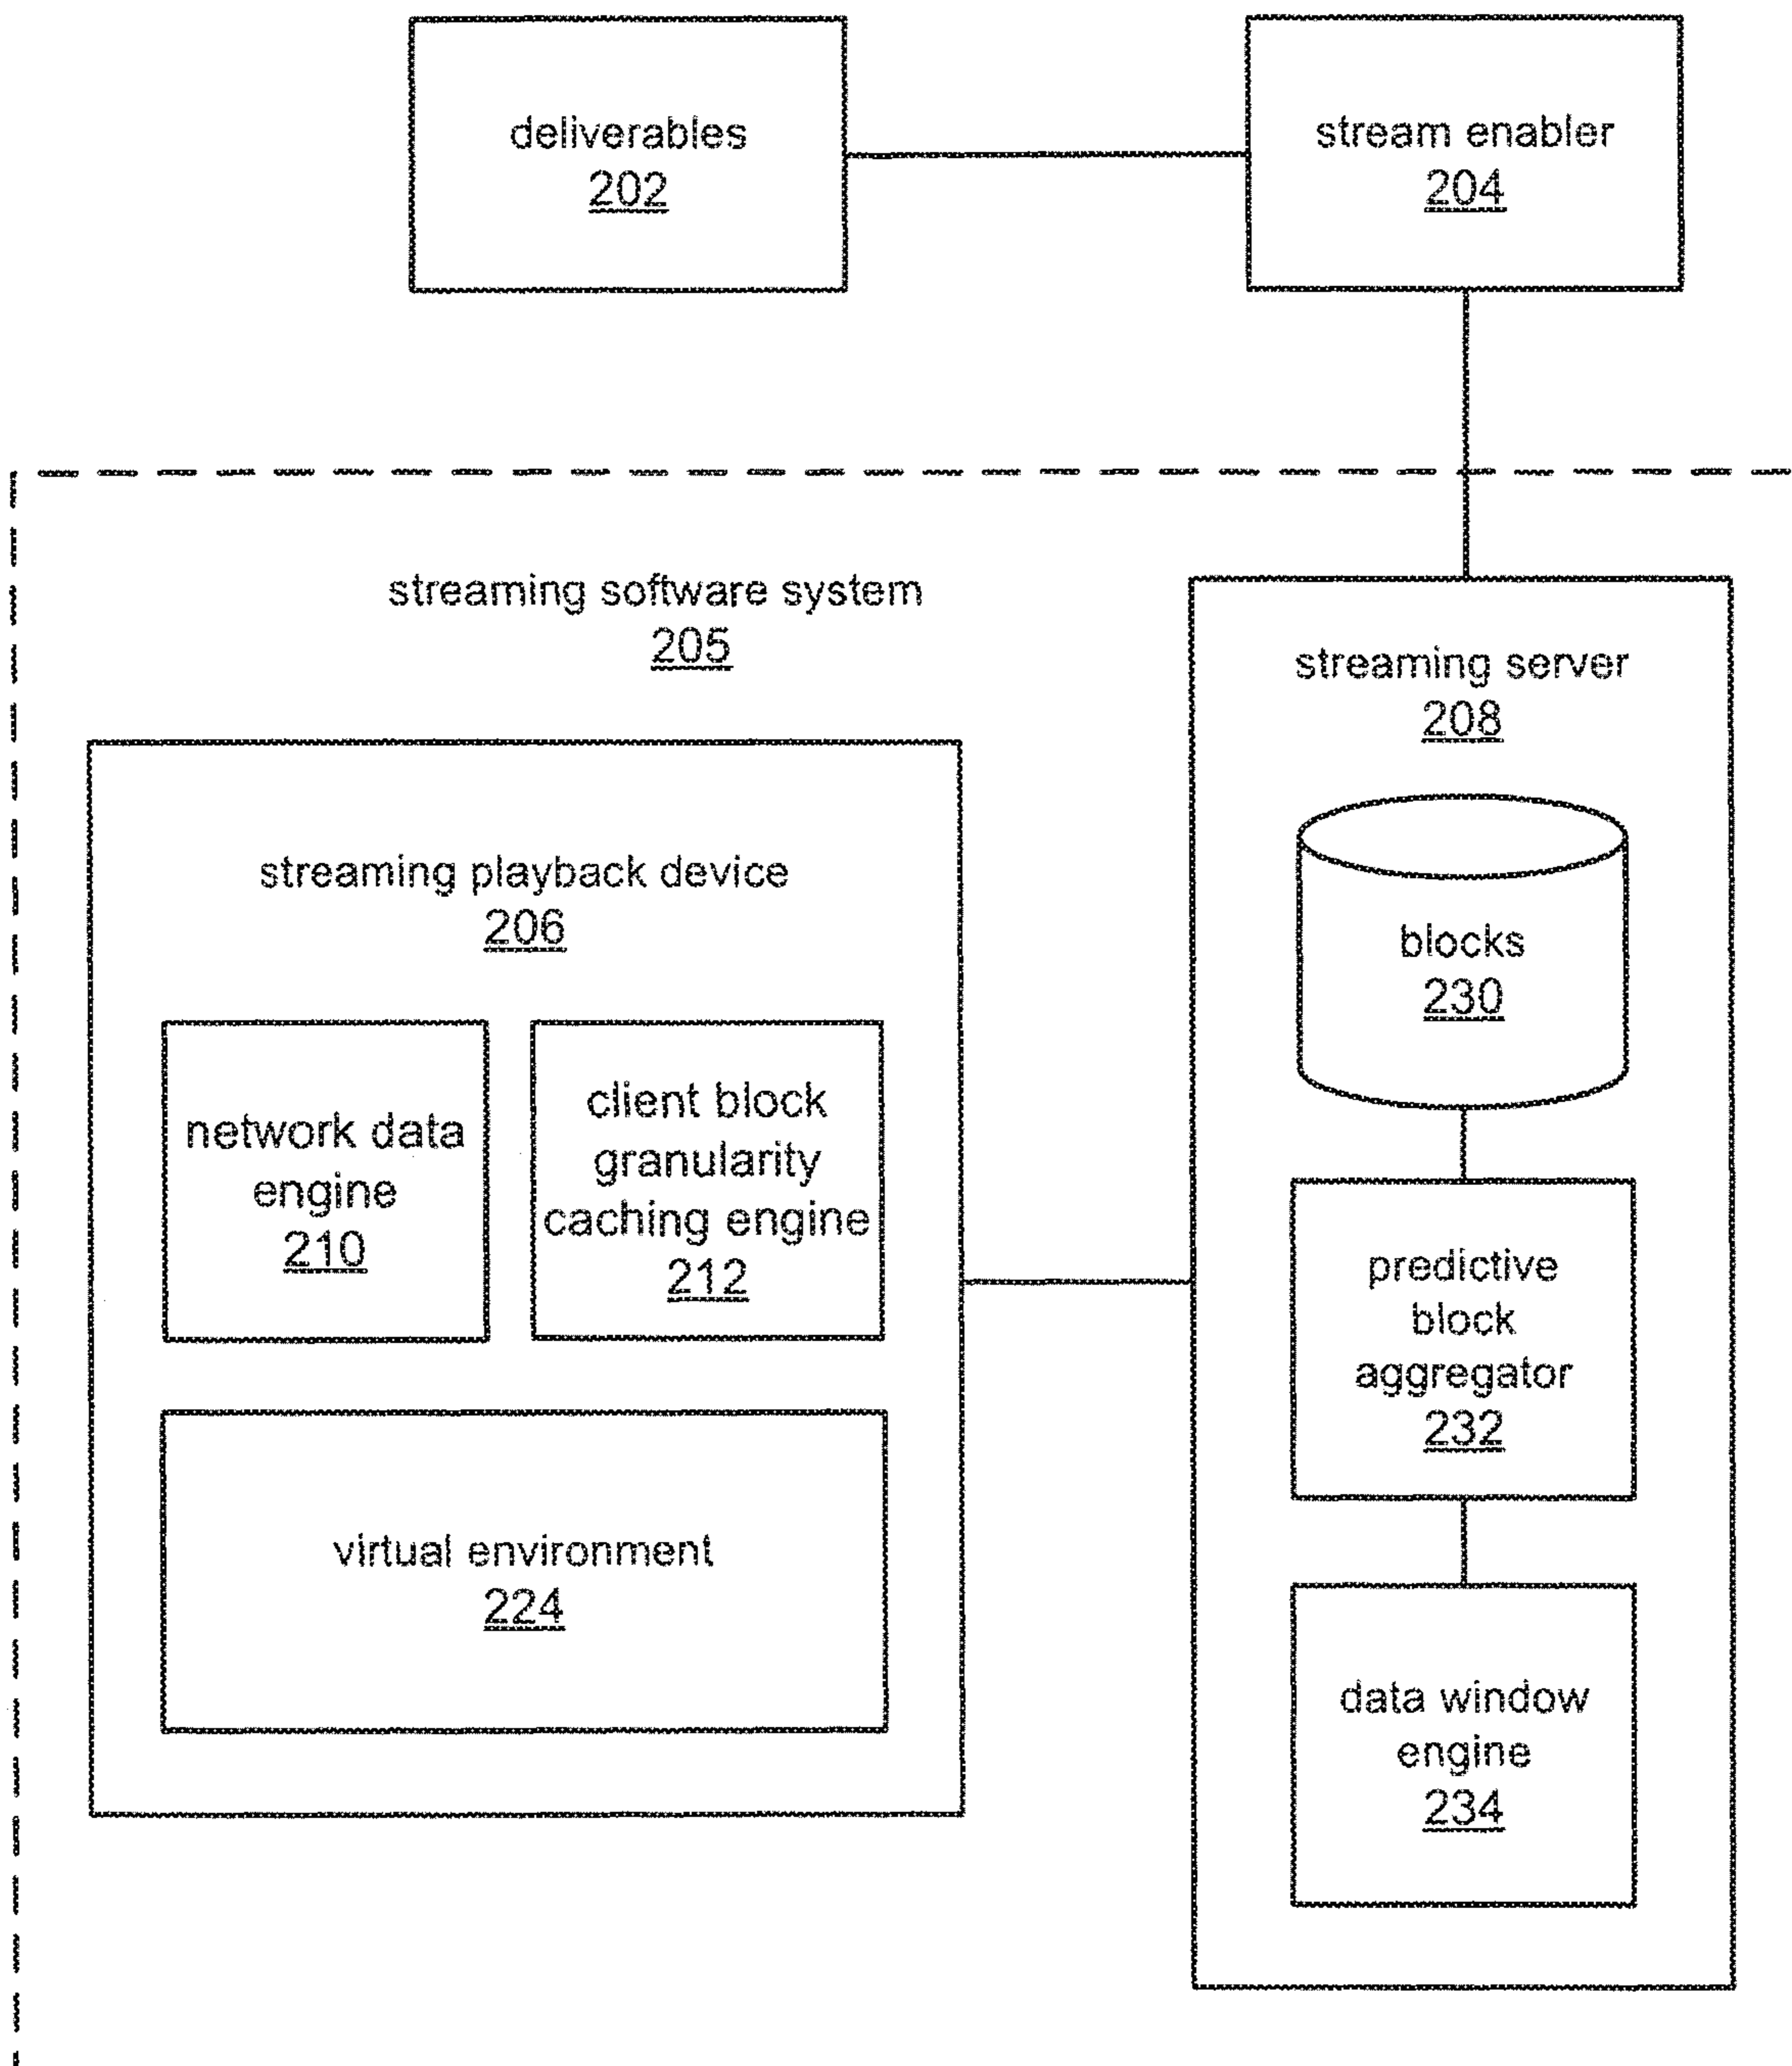 deliverables
202
stream enabler
204
streaming software system
205
streaming server
208
streaming playback device
206
blocks
230
network data
engine
210
client block
granularity
caching engine
212
predictive
block
aggregator
232
virtual environment
224
data window
engine
234